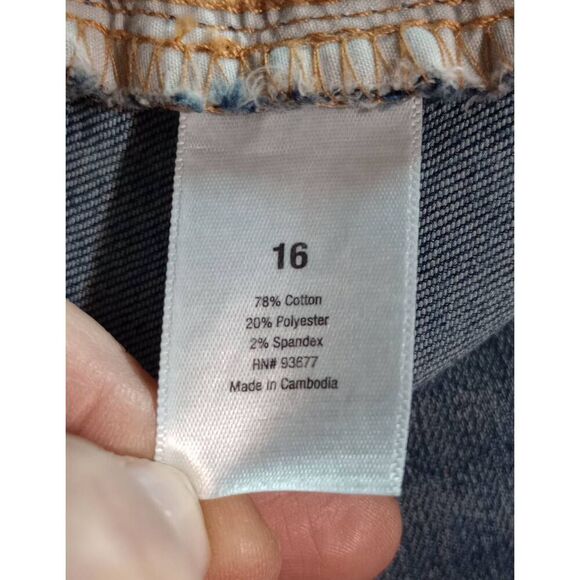 16
78% Cotton
20% Polyester
2% Spandex
RN# 93677
Made in Cambodia